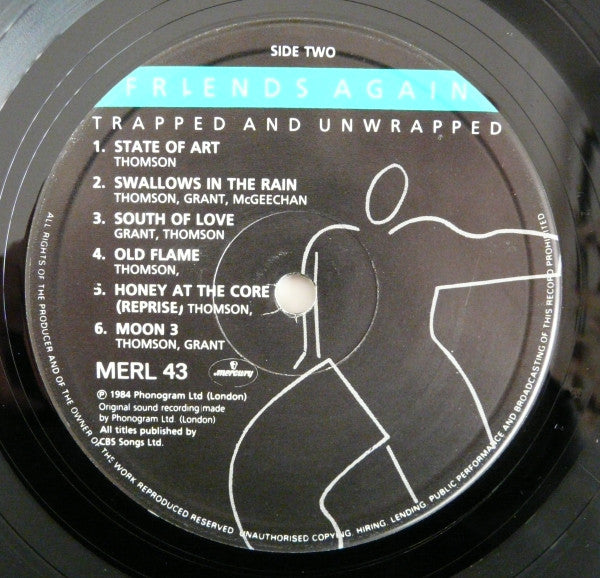 SIDE TWO
FRIENDS AGAIN
TRAPPED AND UNWRAPPED
1. STATE OF ART
THOMSON
2. SWALLOWS IN THE RAIN
THOMSON, GRANT, McGEECHAN
3. SOUTH OF LOVE
GRANT, THOMSON
4. OLD FLAME
THOMSON,
5. HONEY AT THE CORE
(REPRISE) THOMSON,
6. MOON 3
THOMSON, GRANT
MERL 43
mercury
℗ 1984 Phonogram Ltd (London)
Original sound recording made
by Phonogram Ltd. (London)
All titles published by
CBS Songs Ltd.
ALL RIGHTS OF THE PRODUCER AND OF THE OWNER OF THE WORK REPRODUCED RESERVED. UNAUTHORISED COPYING, HIRING, LENDING, PUBLIC PERFORMANCE AND BROADCASTING OF THIS RECORD PROHIBITED